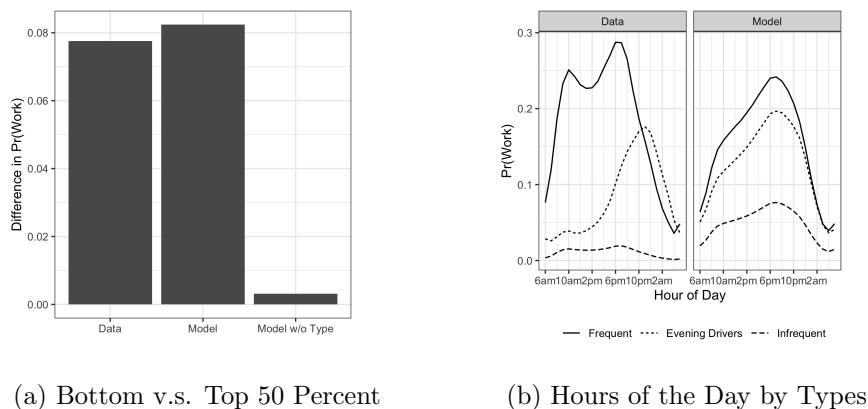 Difference in Pr(Work)
0.08
0.06
0.04
0.02
0.00
Data Model Model w/o Type
Data Model
Pr(Work)
0.3
0.2
0.1
0.0
6am10am2pm 6pm10pm2am 6am10am2pm 6pm10pm2am
Hour of Day
Frequent Evening Drivers Infrequent
(a) Bottom v.s. Top 50 Percent
(b) Hours of the Day by Types